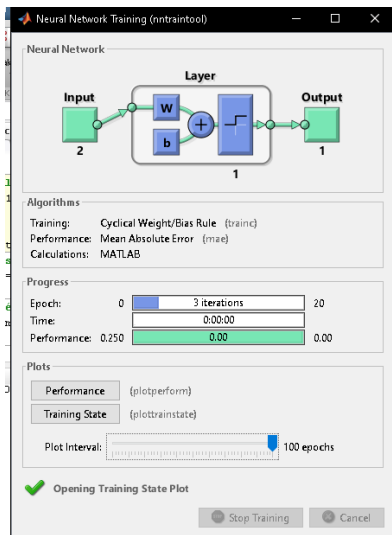 Neural Network Training (nntraintool)
Neural Network
Layer
Input
W
b
+
Output
2
1
1
Algorithms
Training: Cyclical Weight/Bias Rule (trainc)
Performance: Mean Absolute Error (mae)
Calculations: MATLAB
Progress
Epoch: 0 3 iterations 20
Time: 0:00:00
Performance: 0.250 0.00 0.00
Plots
Performance (plotperform)
Training State (plottrainstate)
Plot Interval: 100 epochs
Opening Training State Plot
Stop Training Cancel